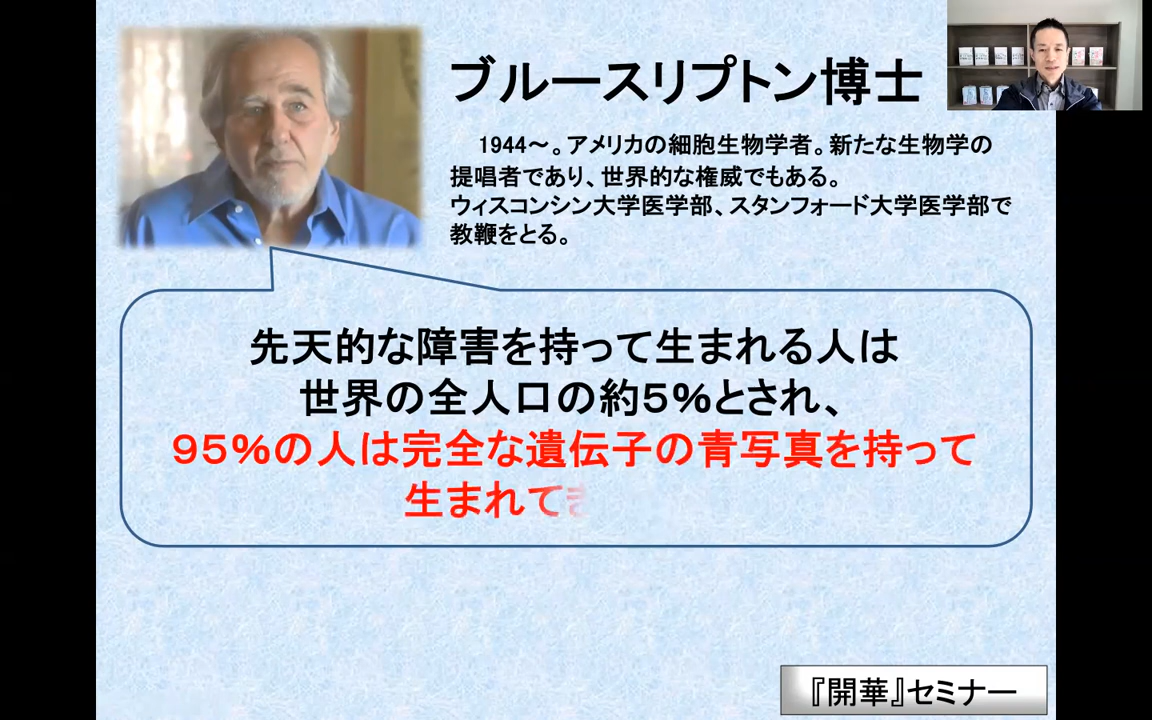 ブルースリプトン博士
1944～。アメリカの細胞生物学者。新たな生物学の
提唱者であり、世界的な権威でもある。
ウィスコンシン大学医学部、スタンフォード大学医学部で
教鞭をとる。
先天的な障害を持って生まれる人は
世界の全人口の約５％とされ、
９５％の人は完全な遺伝子の青写真を持って
生まれてき
『開華』セミナー